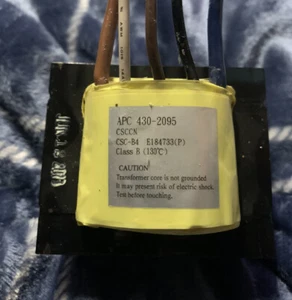 APC 430-2095
CSCCN
CSC-B4 E184733(P)
Class B (130℃)
CAUTION
Transformer core is not grounded
It may present risk of electric shock.
Test before touching.